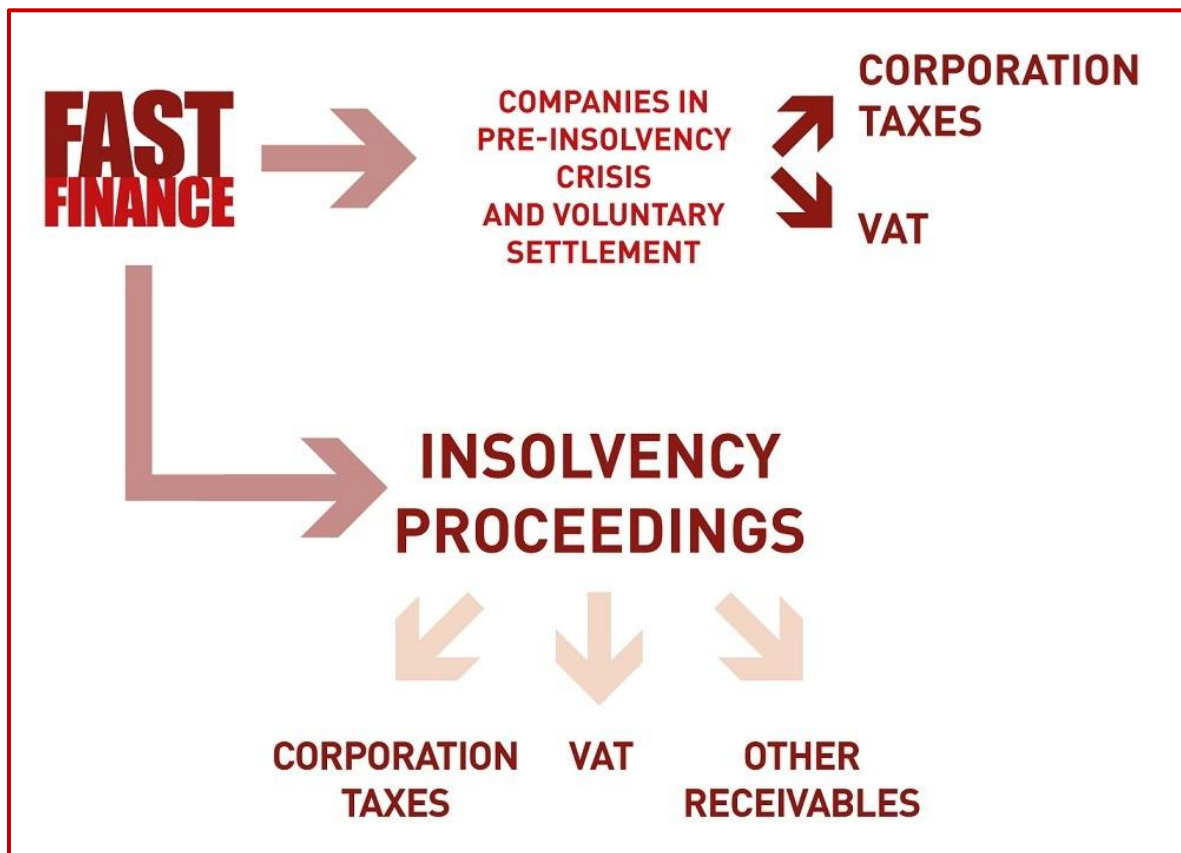 FAST
FINANCE
COMPANIES IN
PRE-INSOLVENCY
CRISIS
AND VOLUNTARY
SETTLEMENT
CORPORATION
TAXES
VAT
INSOLVENCY
PROCEEDINGS
CORPORATION
TAXES
VAT
OTHER
RECEIVABLES